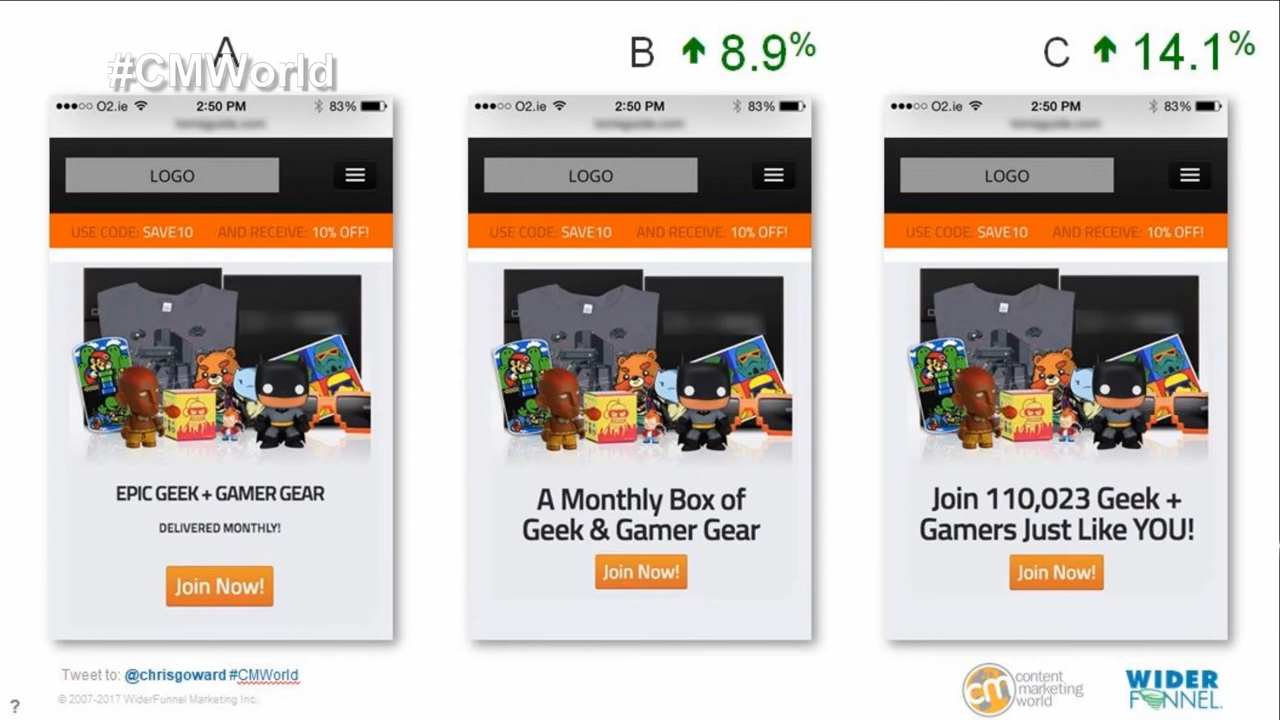 A
#CMWorld
B 8.9%
C 14.1%
O2.ie 2:50 PM 83%
LOGO
USE CODE: SAVE10 AND RECEIVE: 10% OFF!
EPIC GEEK + GAMER GEAR
DELIVERED MONTHLY!
Join Now!
O2.ie 2:50 PM 83%
LOGO
USE CODE: SAVE10 AND RECEIVE: 10% OFF!
A Monthly Box of
Geek & Gamer Gear
Join Now!
O2.ie 2:50 PM 83%
LOGO
USE CODE: SAVE10 AND RECEIVE: 10% OFF!
Join 110,023 Geek +
Gamers Just Like YOU!
Join Now!
Tweet to: @chrisgoward #CMWorld
© 2007-2017 WiderFunnel Marketing Inc.
?
cm
content
marketing
world
WIDER
FUNNEL